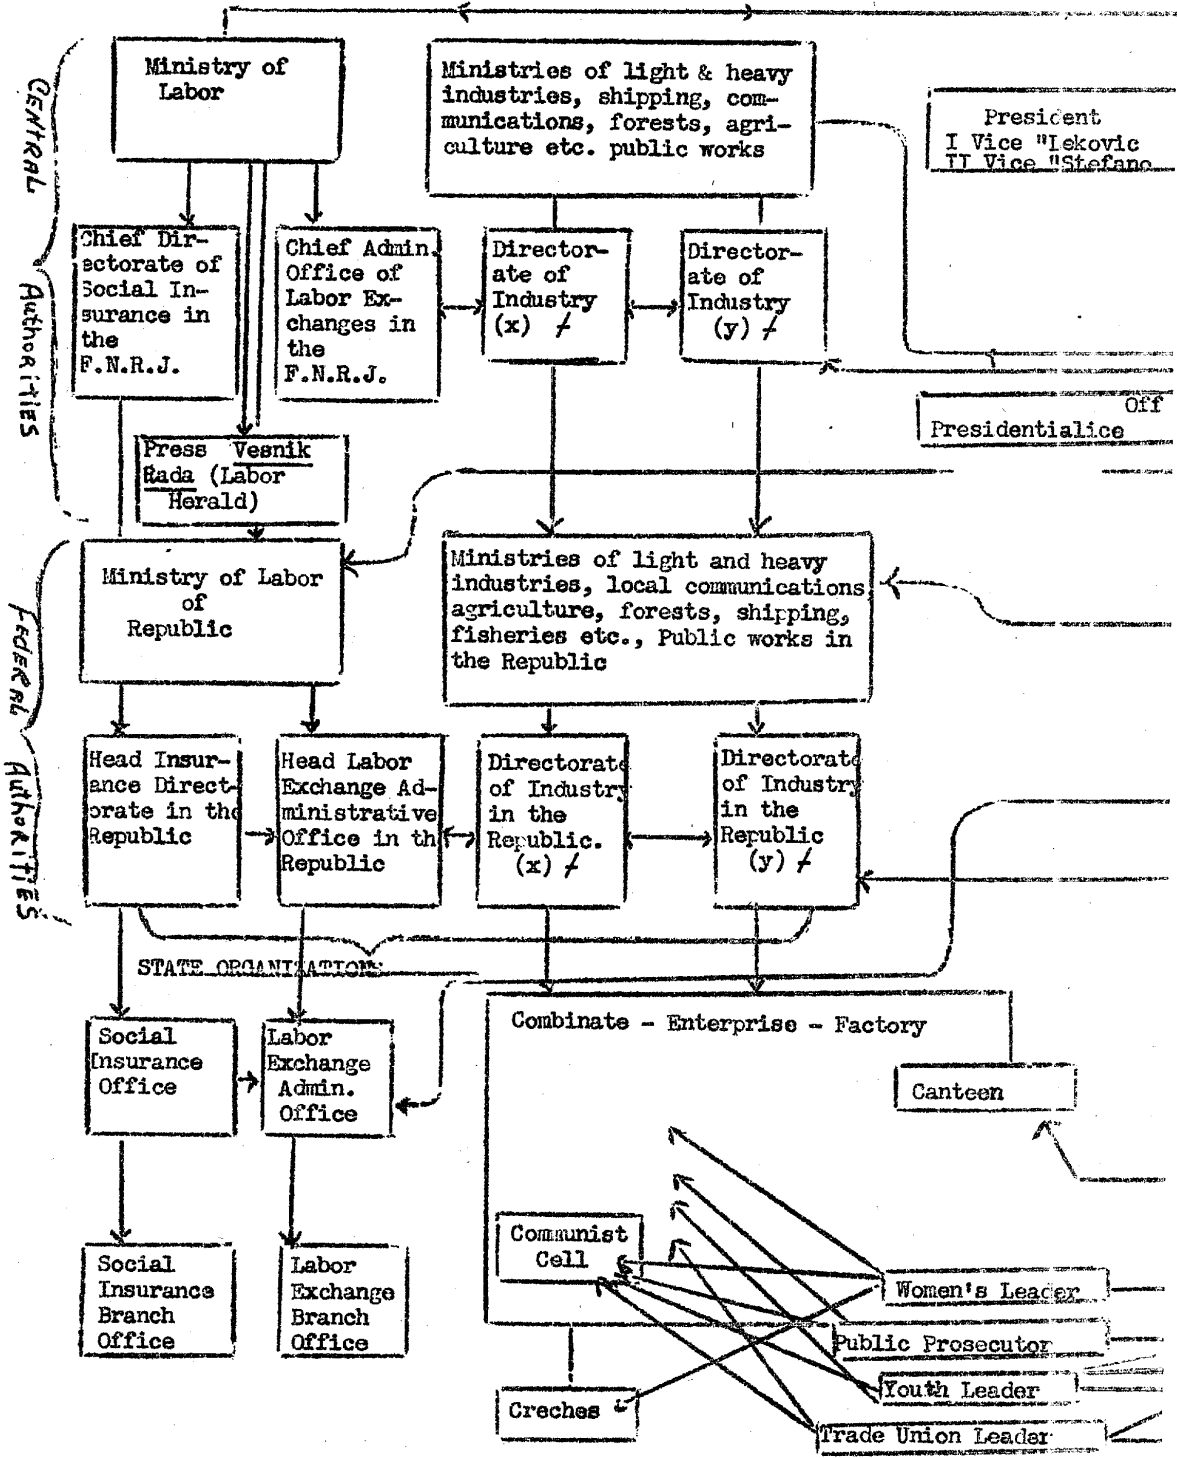 CENTRAL
Authorities
Ministry of
Labor
Ministries of light & heavy
industries, shipping, com-
munications, forests, agri-
culture etc. public works
President
I Vice "Lekovic
II Vice "Stefano
Chief Dir-
ectorate of
Social In-
surance in
the
F.N.R.J.
Chief Admin.
Office of
Labor Ex-
changes in
the
F.N.R.J.
Director-
ate of
Industry
(x) /
Director-
ate of
Industry
(y) /
Off
Presidentialice
Press Vesnik
Rada (Labor
Herald)
FEDERAL
Authorities
Ministry of Labor
of
Republic
Ministries of light and heavy
industries, local communications
agriculture, forests, shipping,
fisheries etc., Public works in
the Republic
Head Insur-
ance Direct-
orate in the
Republic
Head Labor
Exchange Ad-
ministrative
Office in th
Republic
Directorate
of Industry
in the
Republic.
(x) /
Directorate
of Industry
in the
Republic
(y) /
STATE ORGANIZATIONS
Social
Insurance
Office
Labor
Exchange
Admin.
Office
Combinate - Enterprise - Factory
Canteen
Communist
Cell
Social
Insurance
Branch
Office
Labor
Exchange
Branch
Office
Women's Leader
Public Prosecutor
Youth Leader
Creches
Trade Union Leader